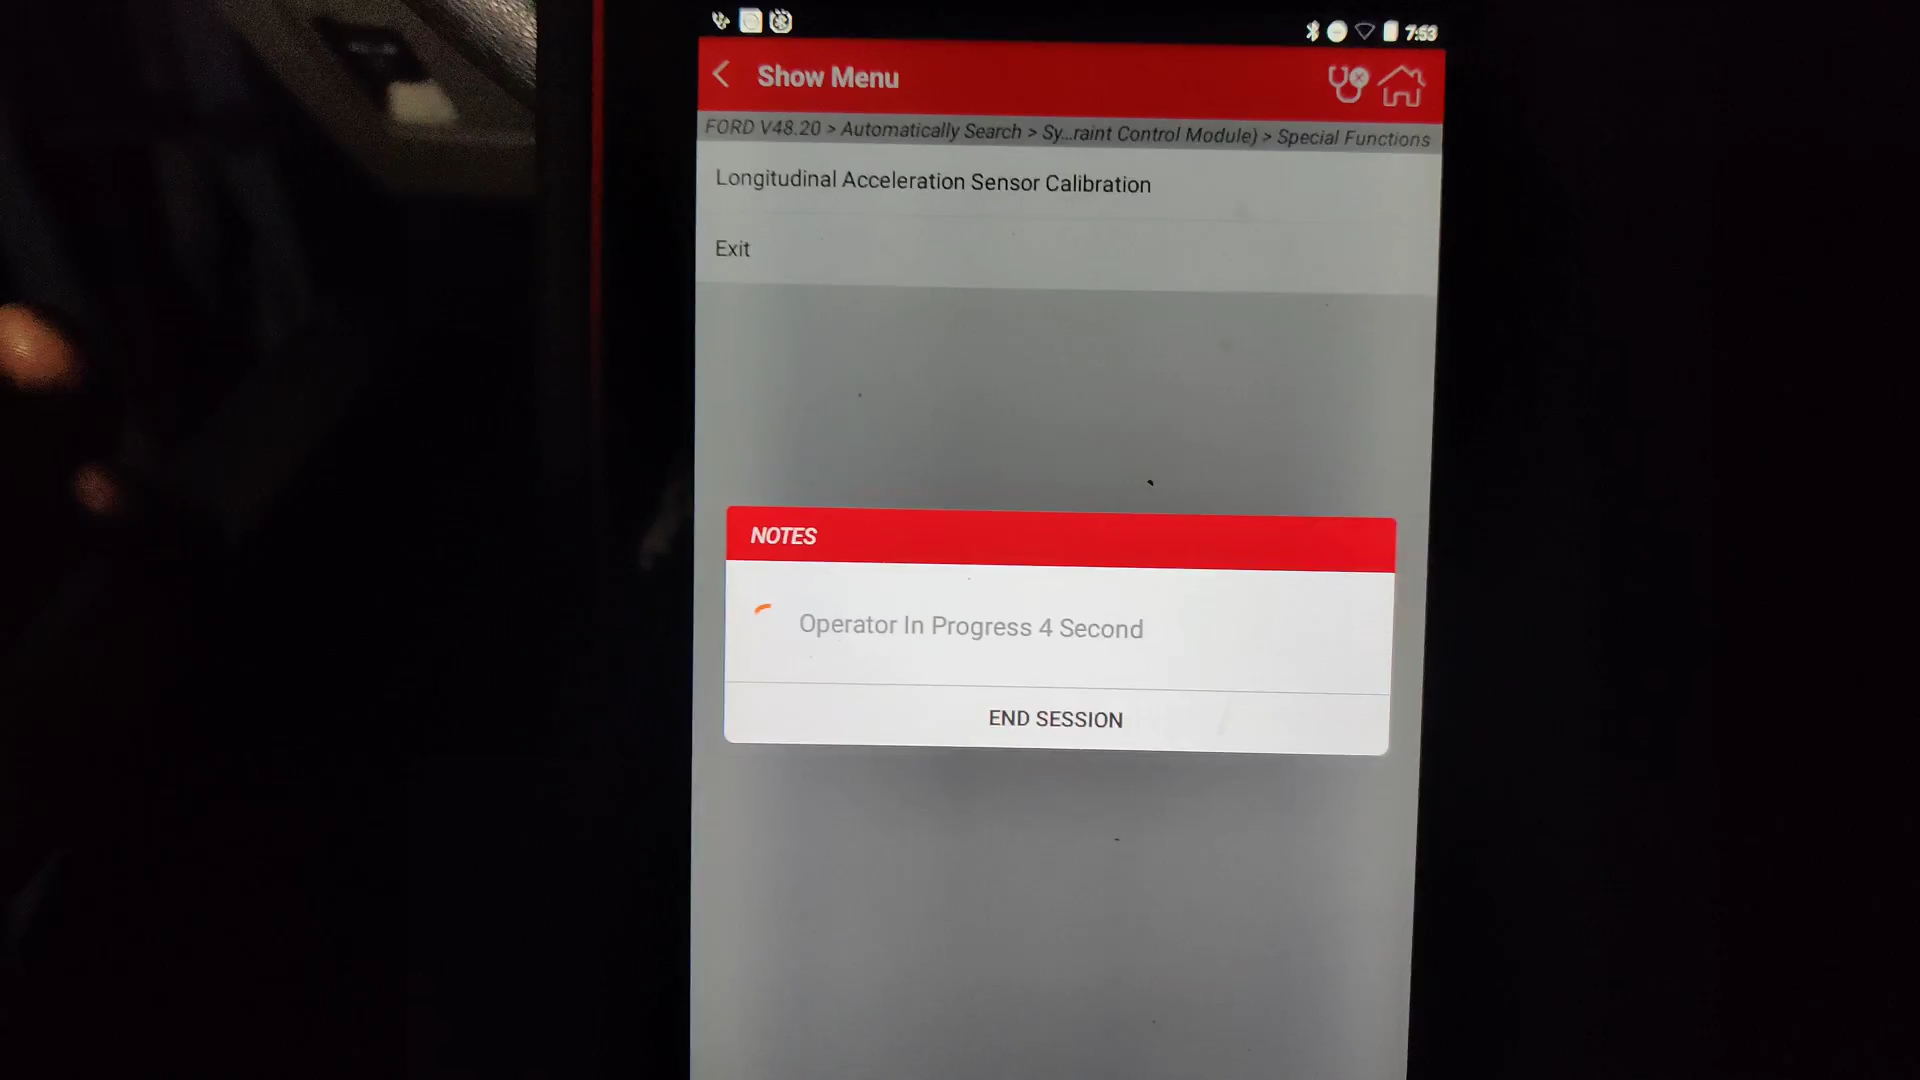 7:53
Show Menu
FORD V48.20 > Automatically Search > Sy...raint Control Module) > Special Functions
Longitudinal Acceleration Sensor Calibration
Exit
NOTES
Operator In Progress 4 Second
END SESSION